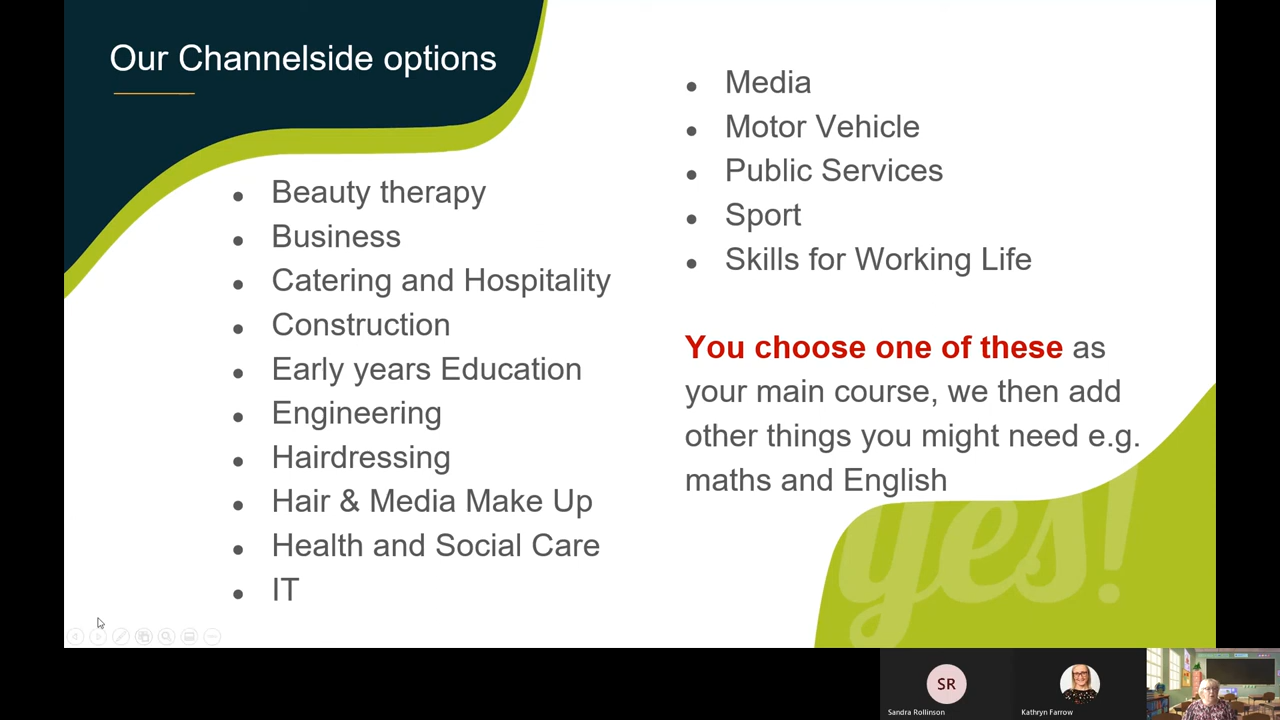 Our Channelside options
Beauty therapy
Business
Catering and Hospitality
Construction
Early years Education
Engineering
Hairdressing
Hair & Media Make Up
Health and Social Care
IT
Media
Motor Vehicle
Public Services
Sport
Skills for Working Life
You choose one of these as
your main course, we then add
other things you might need e.g.
maths and English
yes!
SR
Sandra Rollinson
Kathryn Farrow